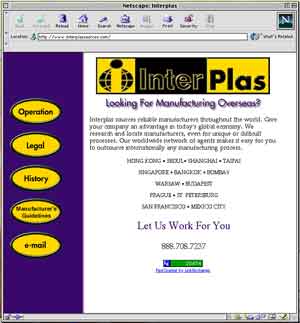 Netscape: Interplas
Back Forward Reload Home Search Netscape Images Print Security Stop
Location: http://www.interplassources.com/ What's Related
InterPlas
Looking For Manufacturing Overseas?
Operation
Legal
History
Manufacturer's
Guidelines
e-mail
Interplas sources reliable manufacturers throughout the world. Give
your company an advantage in today's global economy. We
research and locate manufacturers, even for unique or difficult
processes. Our worldwide network of agents makes it easy for you
to outsource internationally any manufacturing process.
HONG KONG • SEOUL • SHANGHAI • TAIPAI
SINGAPORE • BANGKOK • BOMBAY
WARSAW • BUDAPEST
PRAGUE • ST. PETERSBURG
SAN FRANCISCO • MEXICO CITY
Let Us Work For You
888.708.7237